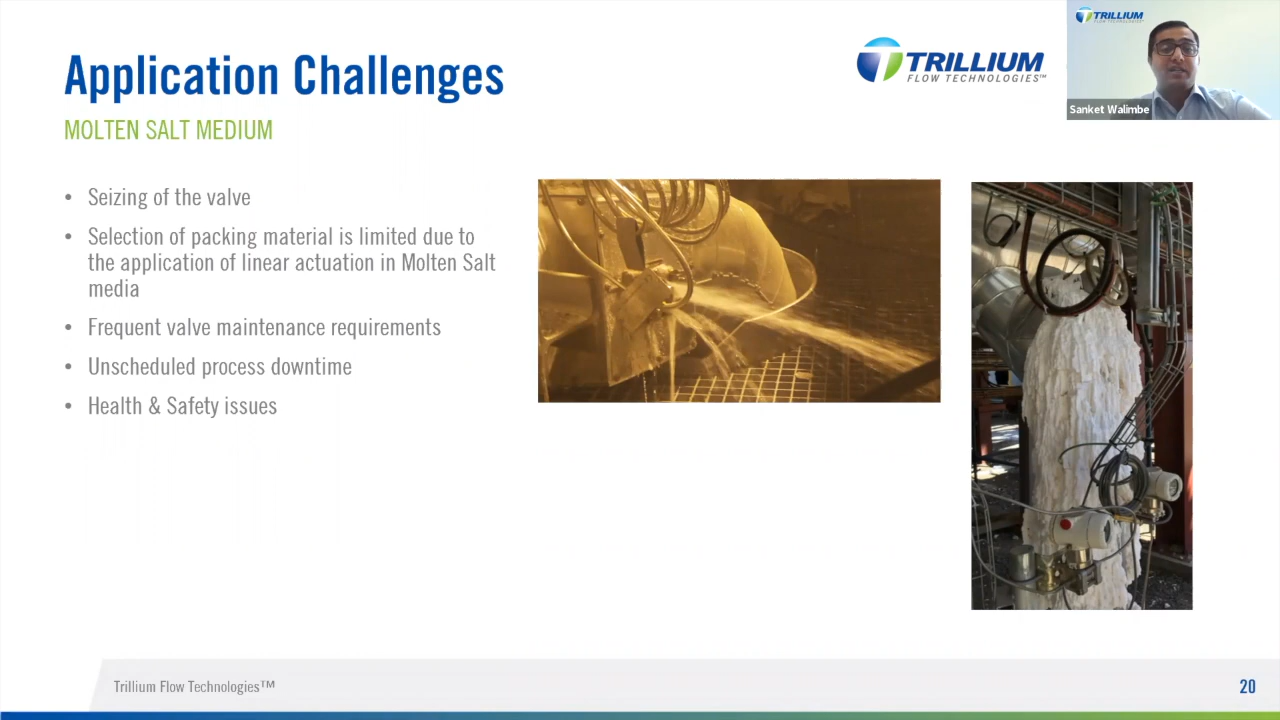 Application Challenges
MOLTEN SALT MEDIUM
TRILLIUM
FLOW TECHNOLOGIES™
TRILLIUM
FLOW TECHNOLOGIES
Sanket Walimbe
• Seizing of the valve
• Selection of packing material is limited due to
the application of linear actuation in Molten Salt
media
• Frequent valve maintenance requirements
• Unscheduled process downtime
• Health & Safety issues
Trillium Flow Technologies™
20